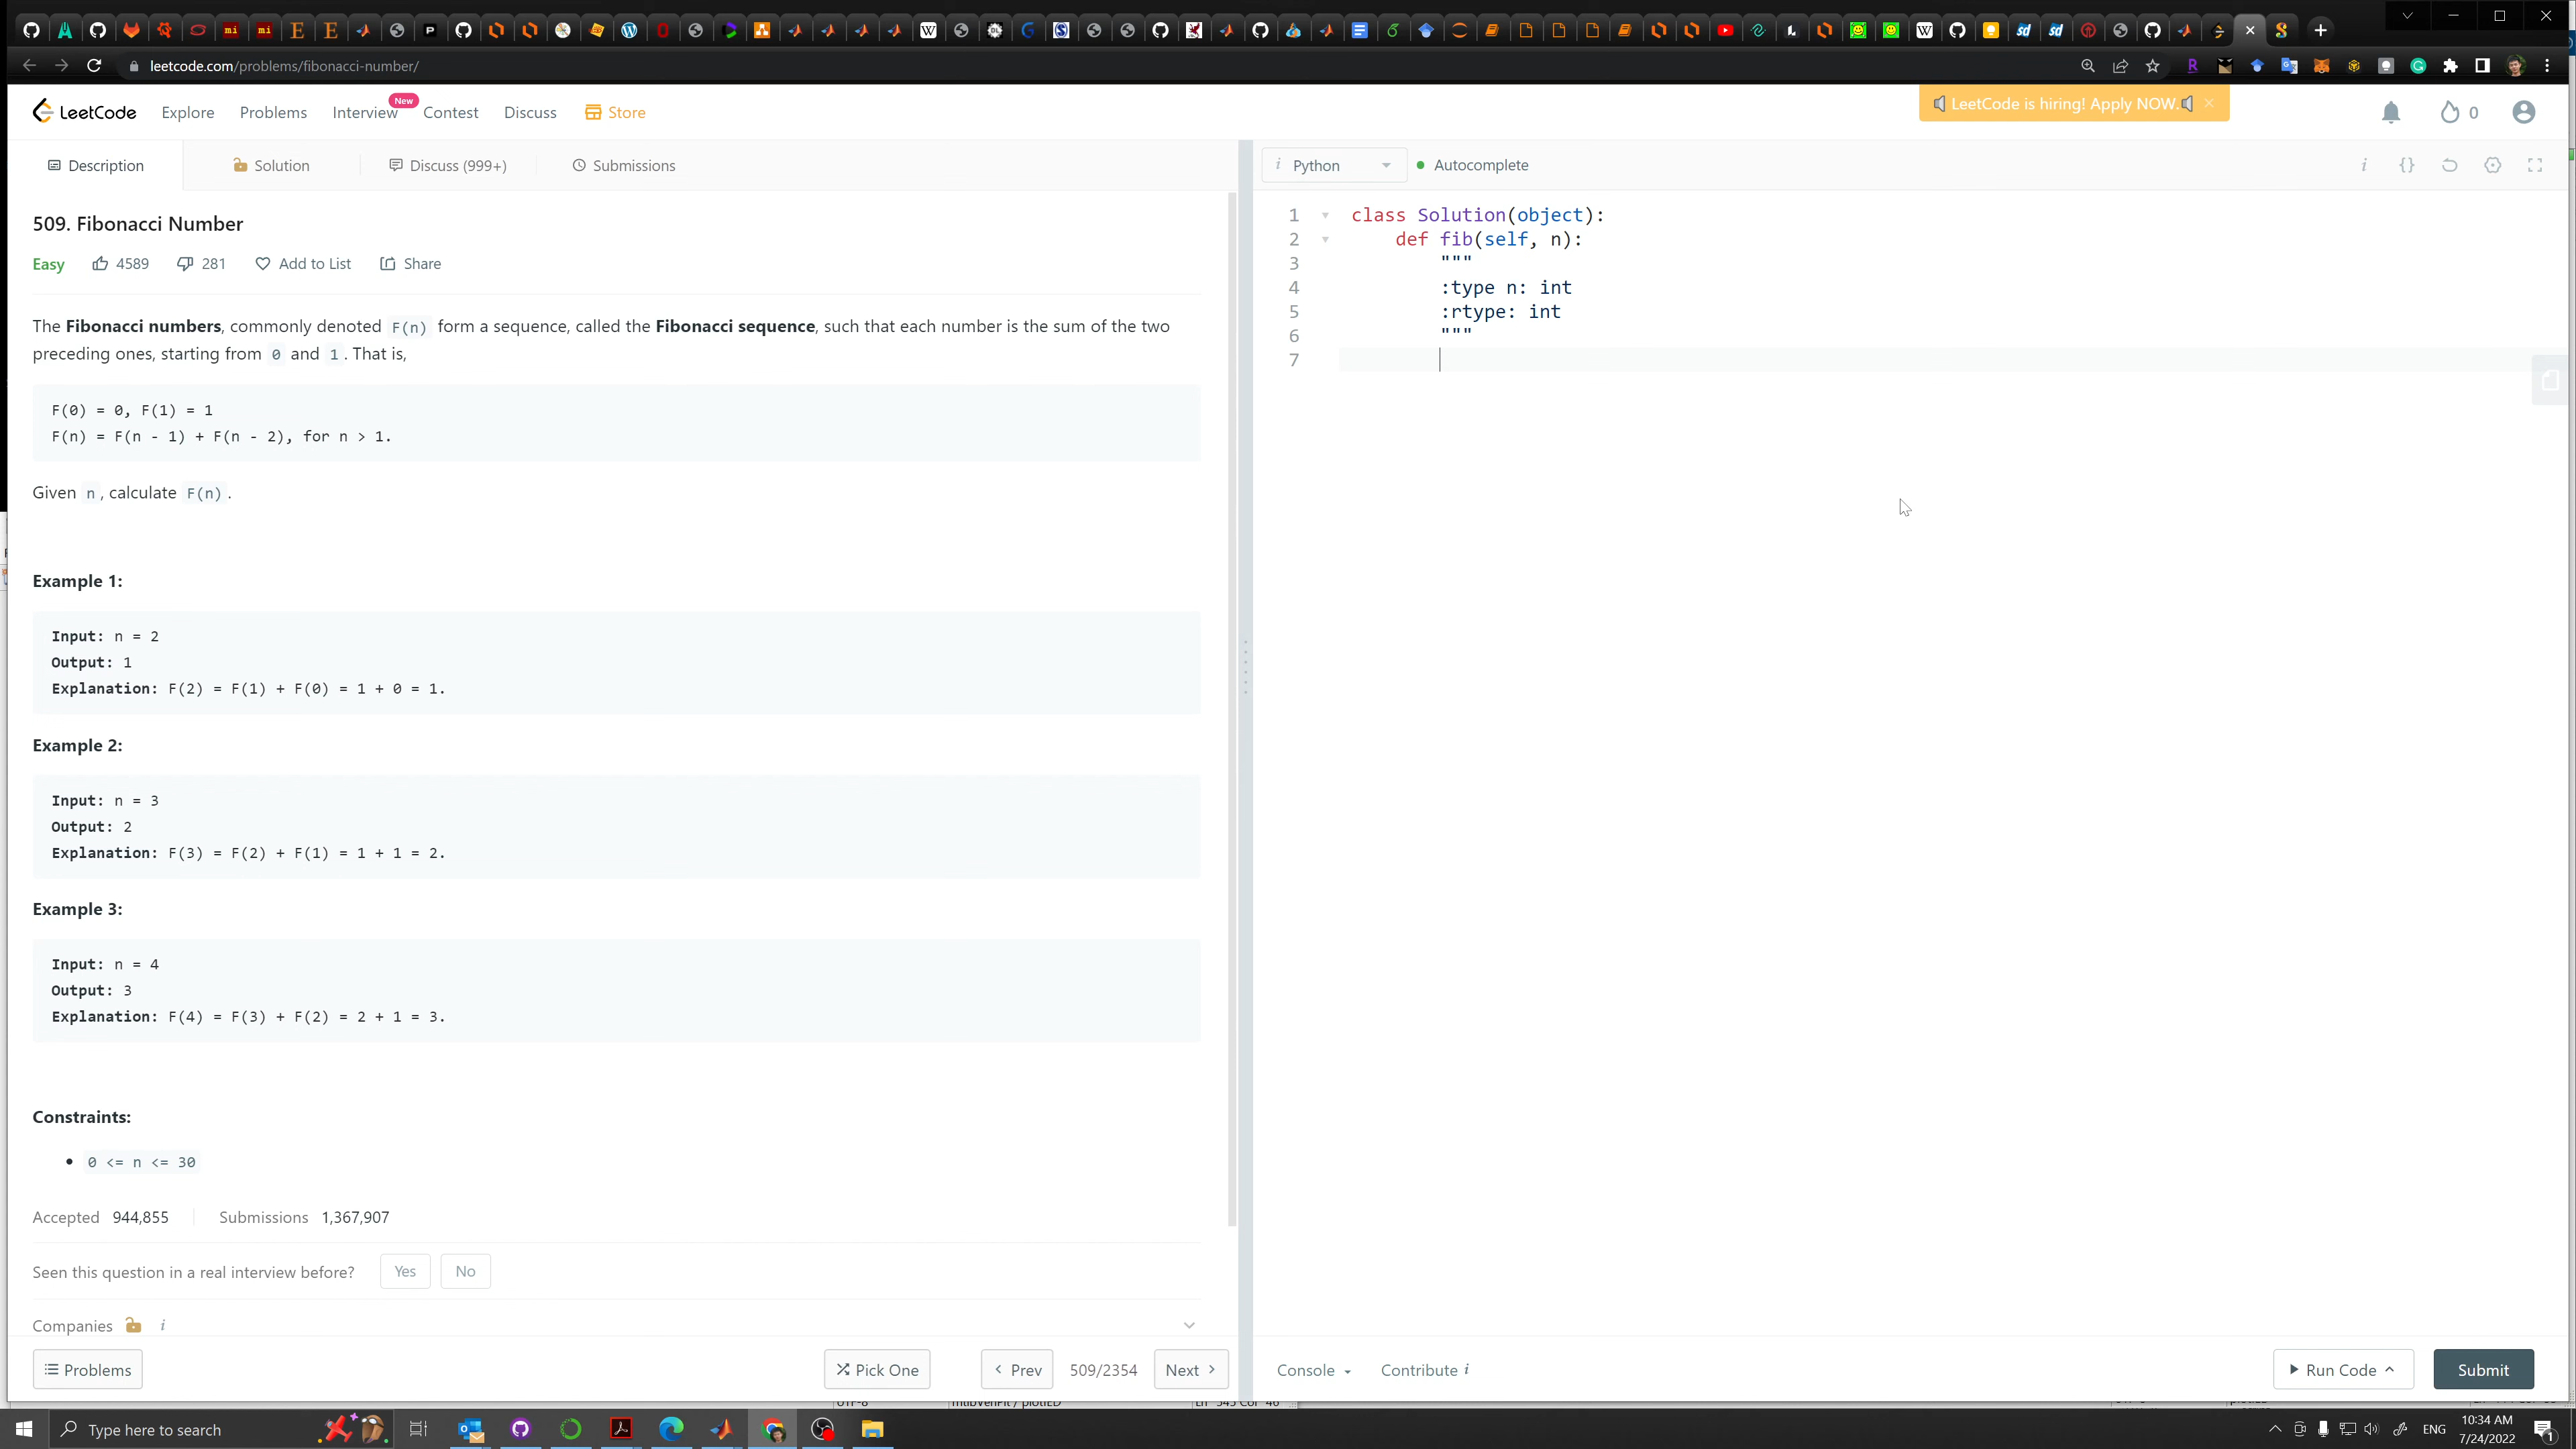 leetcode.com/problems/fibonacci-number/
LeetCode Explore Problems Interview New Contest Discuss Store
LeetCode is hiring! Apply NOW.
0
Description Solution Discuss (999+) Submissions
i Python Autocomplete
509. Fibonacci Number
Easy 4589 281 Add to List Share
The Fibonacci numbers, commonly denoted F(n) form a sequence, called the Fibonacci sequence, such that each number is the sum of the two
preceding ones, starting from 0 and 1. That is,
F(0) = 0, F(1) = 1
F(n) = F(n - 1) + F(n - 2), for n > 1.
Given n, calculate F(n).
Example 1:
Input: n = 2
Output: 1
Explanation: F(2) = F(1) + F(0) = 1 + 0 = 1.
Example 2:
Input: n = 3
Output: 2
Explanation: F(3) = F(2) + F(1) = 1 + 1 = 2.
Example 3:
Input: n = 4
Output: 3
Explanation: F(4) = F(3) + F(2) = 2 + 1 = 3.
Constraints:
• 0 <= n <= 30
Accepted 944,855 Submissions 1,367,907
Seen this question in a real interview before? Yes No
Companies i
Problems Pick One Prev 509/2354 Next
1 class Solution(object):
2 def fib(self, n):
3 """
4 :type n: int
5 :rtype: int
6 """
7
Console Contribute i Run Code Submit
Type here to search
ENG
10:34 AM
7/24/2022
1